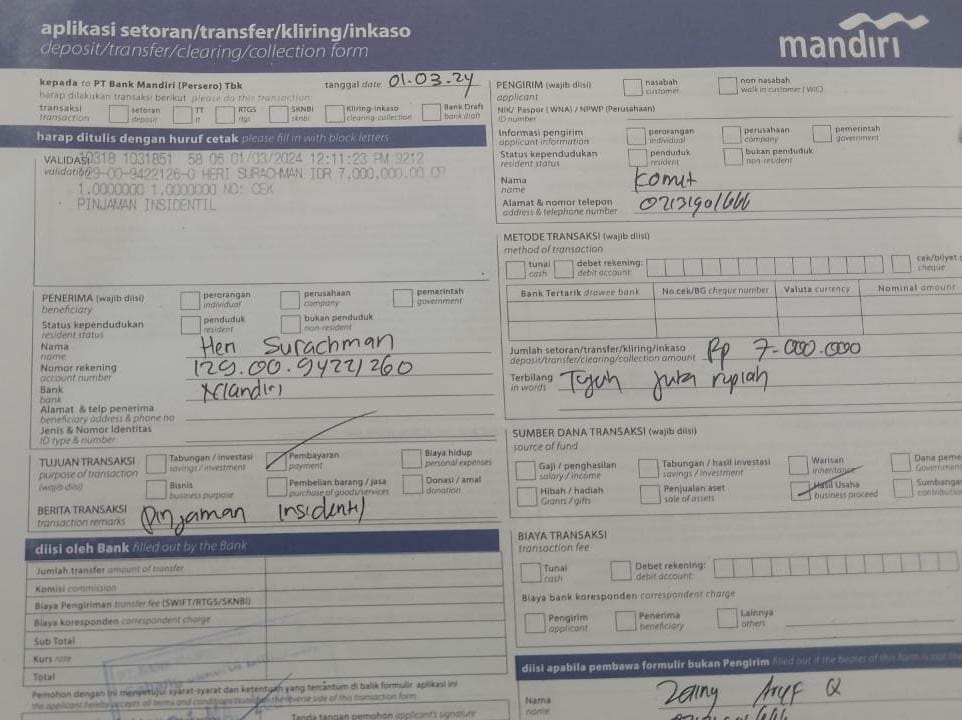 aplikasi setoran/transfer/kliring/inkaso
deposit/transfer/clearing/collection form
mandırı
kepada to PT Bank Mandiri (Persero) Tbk
tanggal date 01.03.24
harap dilakukan transaksi berikut please do this transaction:
transaksi
transaction
setoran
deposit
TT
tt
RTGS
rtgs
SKNBI
sknbi
Kliring-inkaso
clearing-collection
Bank Draft
bank draft
harap ditulis dengan huruf cetak please fill in with block letters
VALIDASI
validation
0318 1031851 58 06 01/03/2024 12:11:23 PM 9212
29-00-9422126-0 HERI SURACHMAN IDR 7,000,000.00 CR
1.0000000 1.0000000 NO: CEK
PINJAMAN INSIDENTIL
PENERIMA (wajib diisi)
beneficiary
perorangan
individual
perusahaan
company
pemerintah
government
Status kependudukan
resident status
penduduk
resident
bukan penduduk
non-resident
Nama
name
Heri Surachman
Nomor rekening
account number
129.00.94221260
Bank
bank
Mandiri
Alamat & telp penerima
beneficiary address & phone no
Jenis & Nomor Identitas
ID type & number
TUJUAN TRANSAKSI
purpose of transaction
(wajib diisi)
Tabungan / investasi
savings / investment
Pembayaran
payment
Biaya hidup
personal expenses
Bisnis
business purpose
Pembelian barang / jasa
purchase of goods/services
Donasi / amal
donation
BERITA TRANSAKSI
transaction remarks
Pinjaman Insidentil
diisi oleh Bank filled out by the Bank
Jumlah transfer amount of transfer
Komisi commission
Biaya Pengiriman transfer fee (SWIFT/RTGS/SKNBI)
Biaya koresponden correspondent charge
Sub Total
Kurs rate
Total
Pemohon dengan ini menyetujui syarat-syarat dan ketentuan yang tercantum di balik formulir aplikasi ini
the applicant hereby accepts all terms and conditions stated on the reverse side of this transaction form
Tanda tangan pemohon applicant's signature
PENGIRIM (wajib diisi)
applicant
nasabah
customer
non nasabah
walk in customer (WIC)
NIK/ Paspor (WNA) / NPWP (Perusahaan)
ID number
Informasi pengirim
applicant information
perorangan
individual
perusahaan
company
pemerintah
government
Status kependudukan
resident status
penduduk
resident
bukan penduduk
non-resident
Nama
name
Komit
Alamat & nomor telepon
address & telephone number
02131901666
METODE TRANSAKSI (wajib diisi)
method of transaction
tunai
cash
debet rekening:
debit account:
cek/bilyet
cheque
Bank Tertarik drawee bank
No.cek/BG cheque number
Valuta currency
Nominal amount
Jumlah setoran/transfer/kliring/inkaso
deposit/transfer/clearing/collection amount
Rp 7.000.000
Terbilang
in words
Tujuh juta rupiah
SUMBER DANA TRANSAKSI (wajib diisi)
source of fund
Gaji / penghasilan
salary / income
Tabungan / hasil investasi
savings / investment
Warisan
inheritance
Dana peme
Government
Hibah / hadiah
Grants / gifts
Penjualan aset
sale of assets
Hasil Usaha
business proceed
Sumbanga
contribution
BIAYA TRANSAKSI
transaction fee
Tunai
cash
Debet rekening:
debit account:
Biaya bank koresponden correspondent charge
Pengirim
applicant
Penerima
beneficiary
Lainnya
others
diisi apabila pembawa formulir bukan Pengirim filled out if the bearer of this form is not the
Nama
name
Zainy Aryf Q